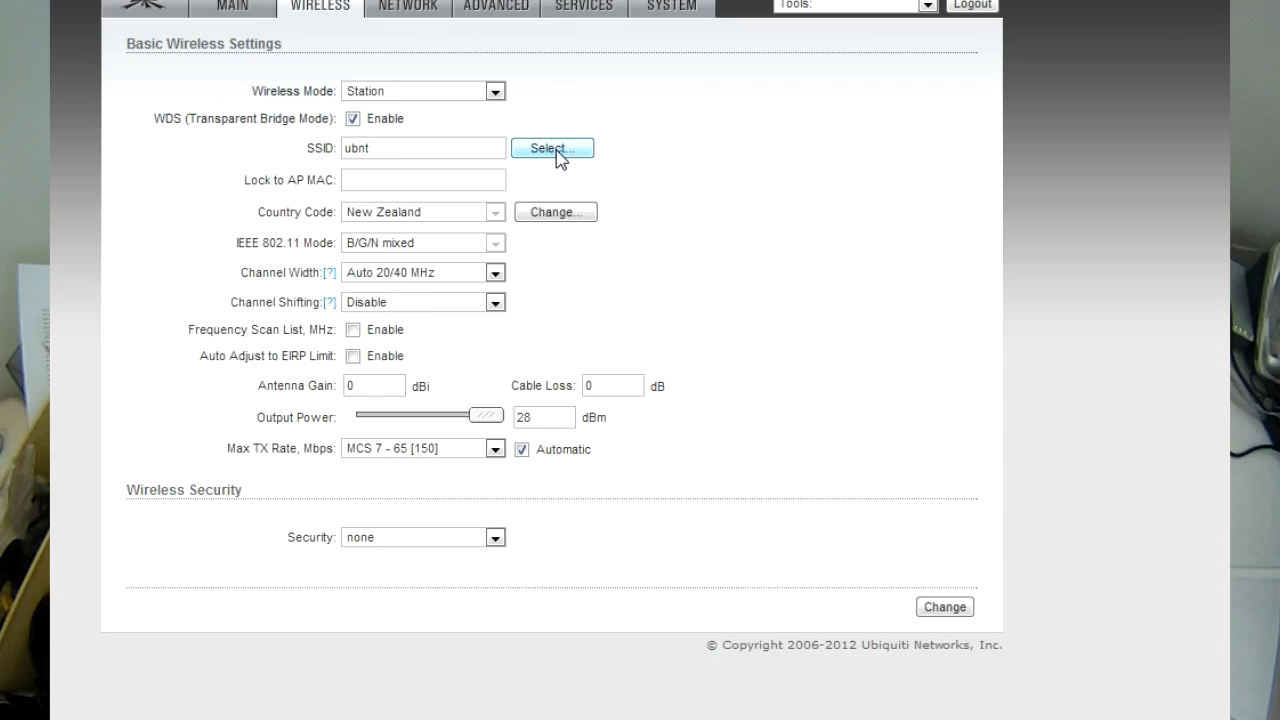 MAIN WIRELESS NETWORK ADVANCED SERVICES SYSTEM Tools: Logout
Basic Wireless Settings
Wireless Mode: Station
WDS (Transparent Bridge Mode): Enable
SSID: ubnt Select...
Lock to AP MAC:
Country Code: New Zealand Change...
IEEE 802.11 Mode: B/G/N mixed
Channel Width:[?] Auto 20/40 MHz
Channel Shifting:[?] Disable
Frequency Scan List, MHz: Enable
Auto Adjust to EIRP Limit: Enable
Antenna Gain: 0 dBi Cable Loss: 0 dB
Output Power: 28 dBm
Max TX Rate, Mbps: MCS 7 - 65 [150] Automatic
Wireless Security
Security: none
Change
© Copyright 2006-2012 Ubiquiti Networks, Inc.